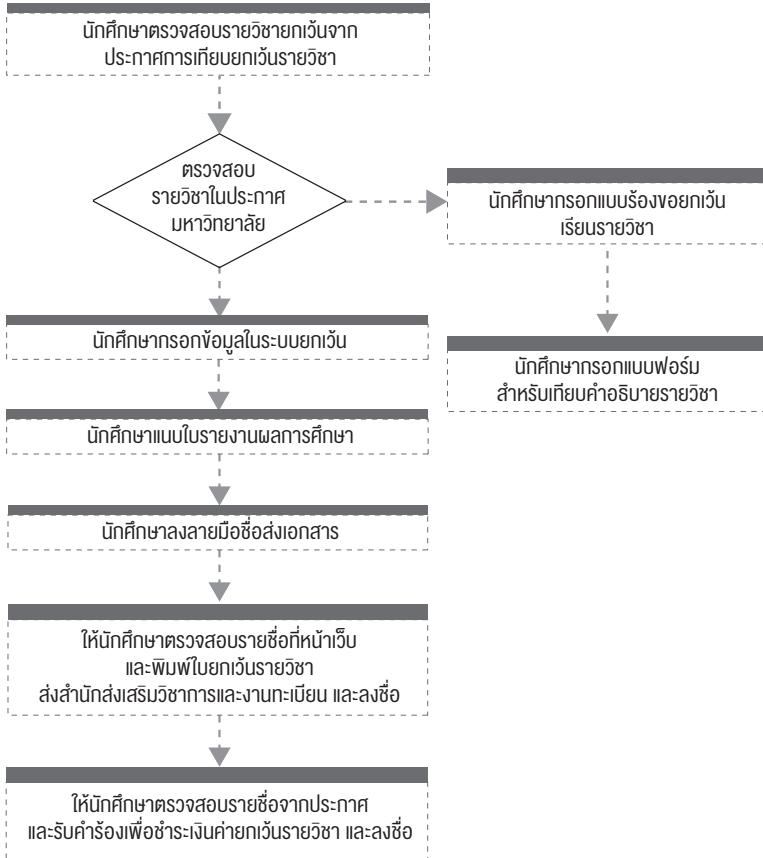 นักศึกษาตรวจสอบรายวิชายกเว้นจาก
ประกาศการเทียบยกเว้นรายวิชา
ตรวจสอบ
รายวิชาในประกาศ
มหาวิทยาลัย
นักศึกษากรอกแบบร้องขอยกเว้น
เรียนรายวิชา
นักศึกษากรอกข้อมูลในระบบยกเว้น
นักศึกษากรอกแบบฟอร์ม
สำหรับเทียบคำอธิบายรายวิชา
นักศึกษาแนบใบรายงานผลการศึกษา
นักศึกษาลงลายมือชื่อส่งเอกสาร
ให้นักศึกษาตรวจสอบรายชื่อที่หน้าเว็บ
และพิมพ์ใบยกเว้นรายวิชา
ส่งสำนักส่งเสริมวิชาการและงานทะเบียน และลงชื่อ
ให้นักศึกษาตรวจสอบรายชื่อจากประกาศ
และรับคำร้องเพื่อชำระเงินค่ายกเว้นรายวิชา และลงชื่อ